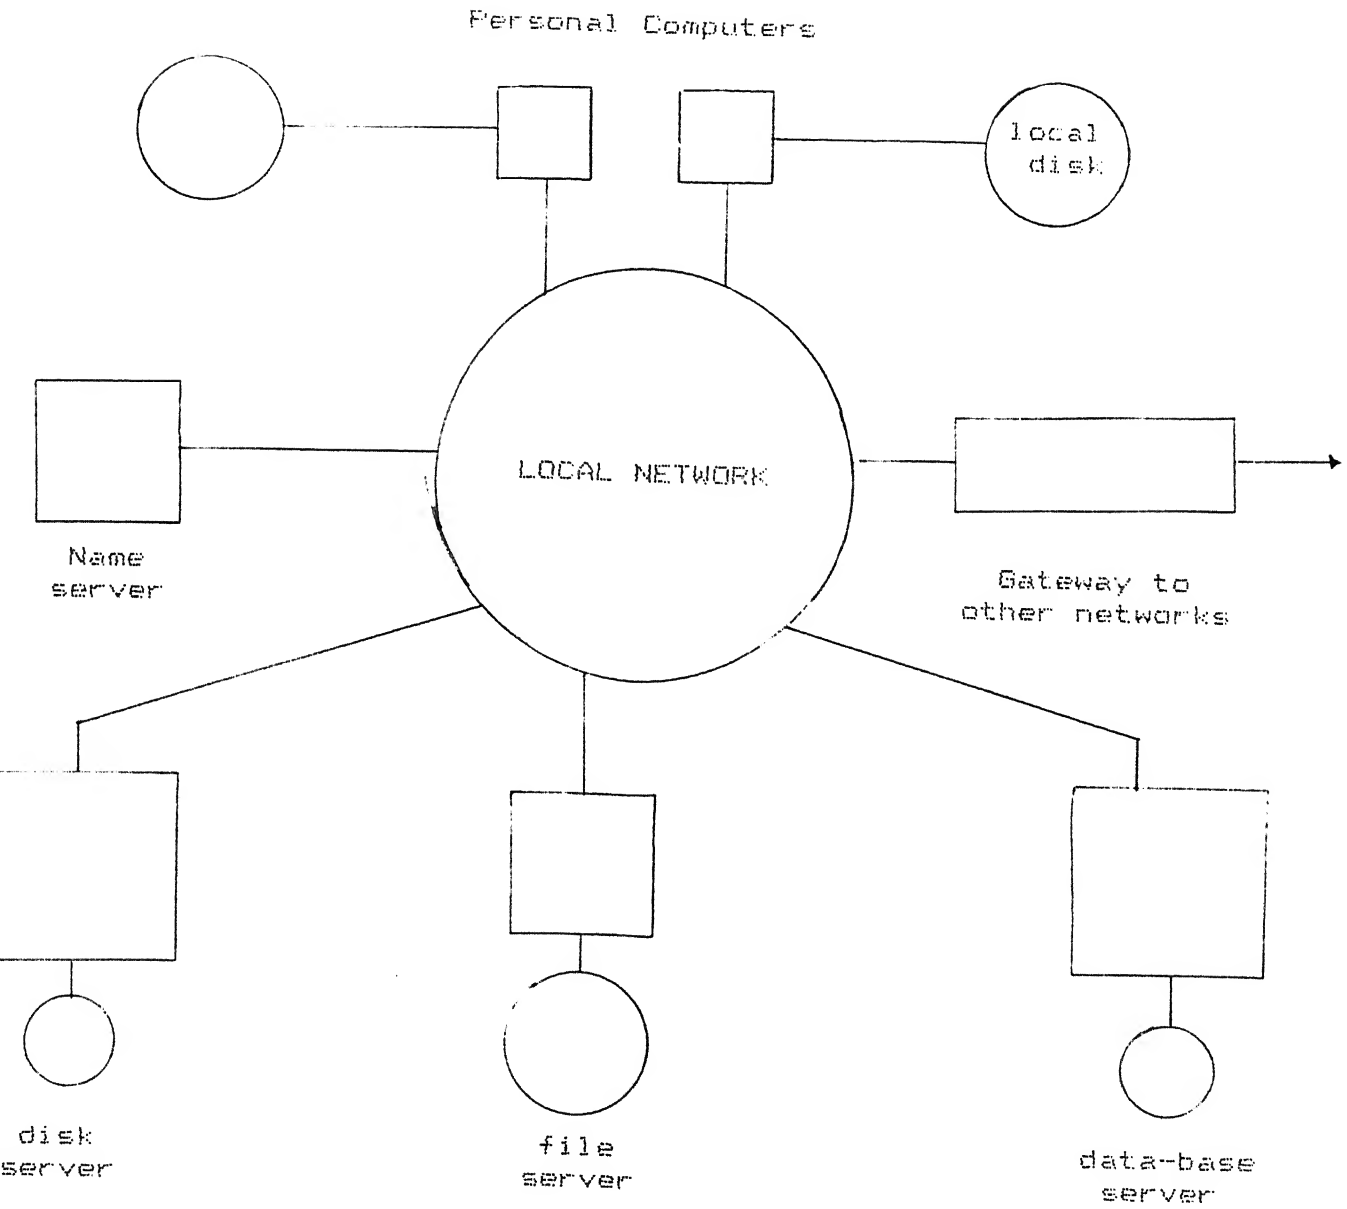 Personal Computers
local
disk
LOCAL NETWORK
Name
server
Gateway to
other networks
disk
server
file
server
data-base
server